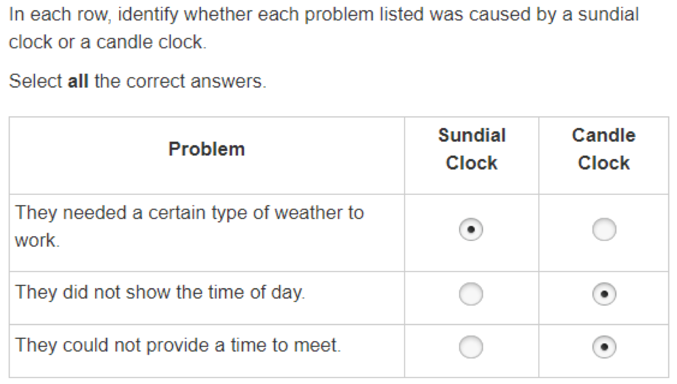 In each row, identify whether each problem listed was caused by a sundial
clock or a candle clock.
Select all the correct answers.
Problem
Sundial
Clock
Candle
Clock
They needed a certain type of weather to
work.
They did not show the time of day.
They could not provide a time to meet.